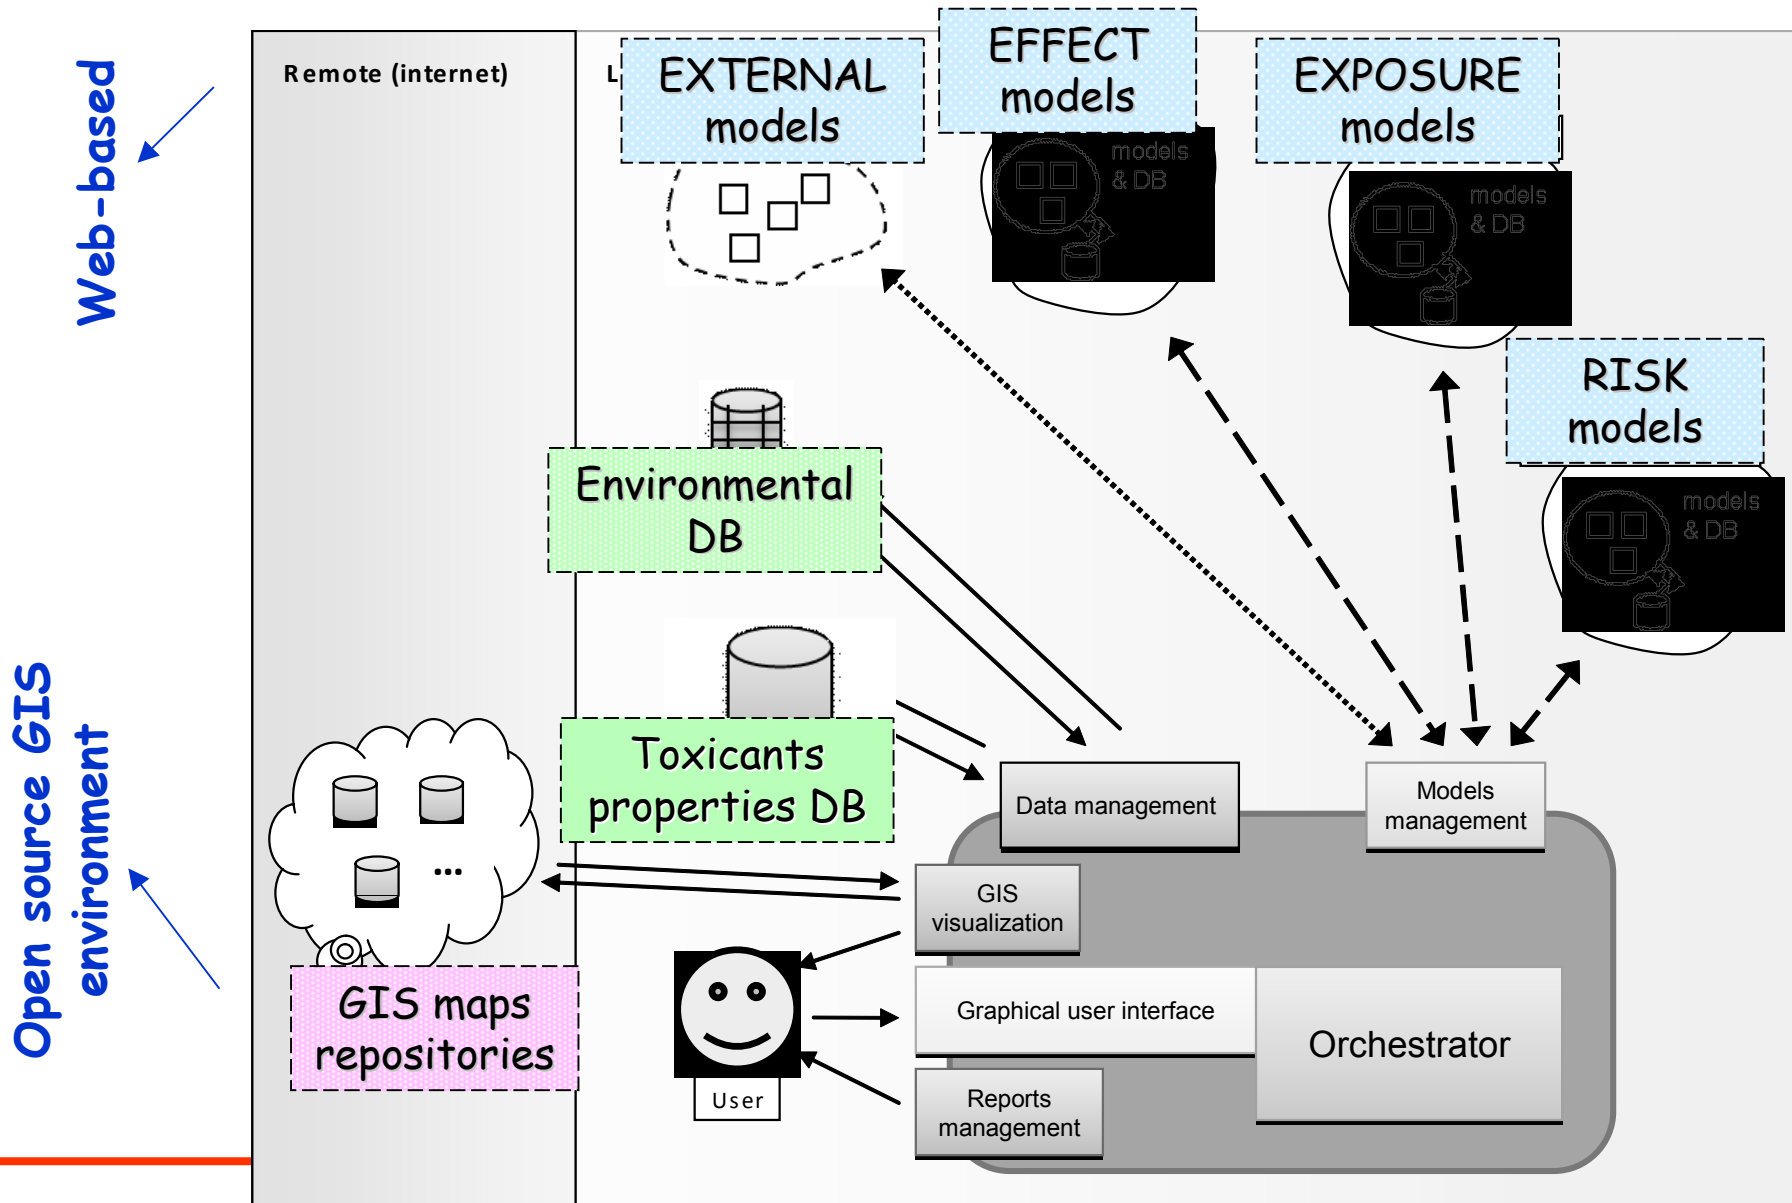 Web-based
Open source GIS
environment
Remote (internet)
L
EXTERNAL
models
EFFECT
models
EXPOSURE
models
RISK
models
models
& DB
models
& DB
models
& DB
Environmental
DB
Toxicants
properties DB
...
GIS maps
repositories
User
Data management
Models
management
GIS
visualization
Graphical user interface
Orchestrator
Reports
management